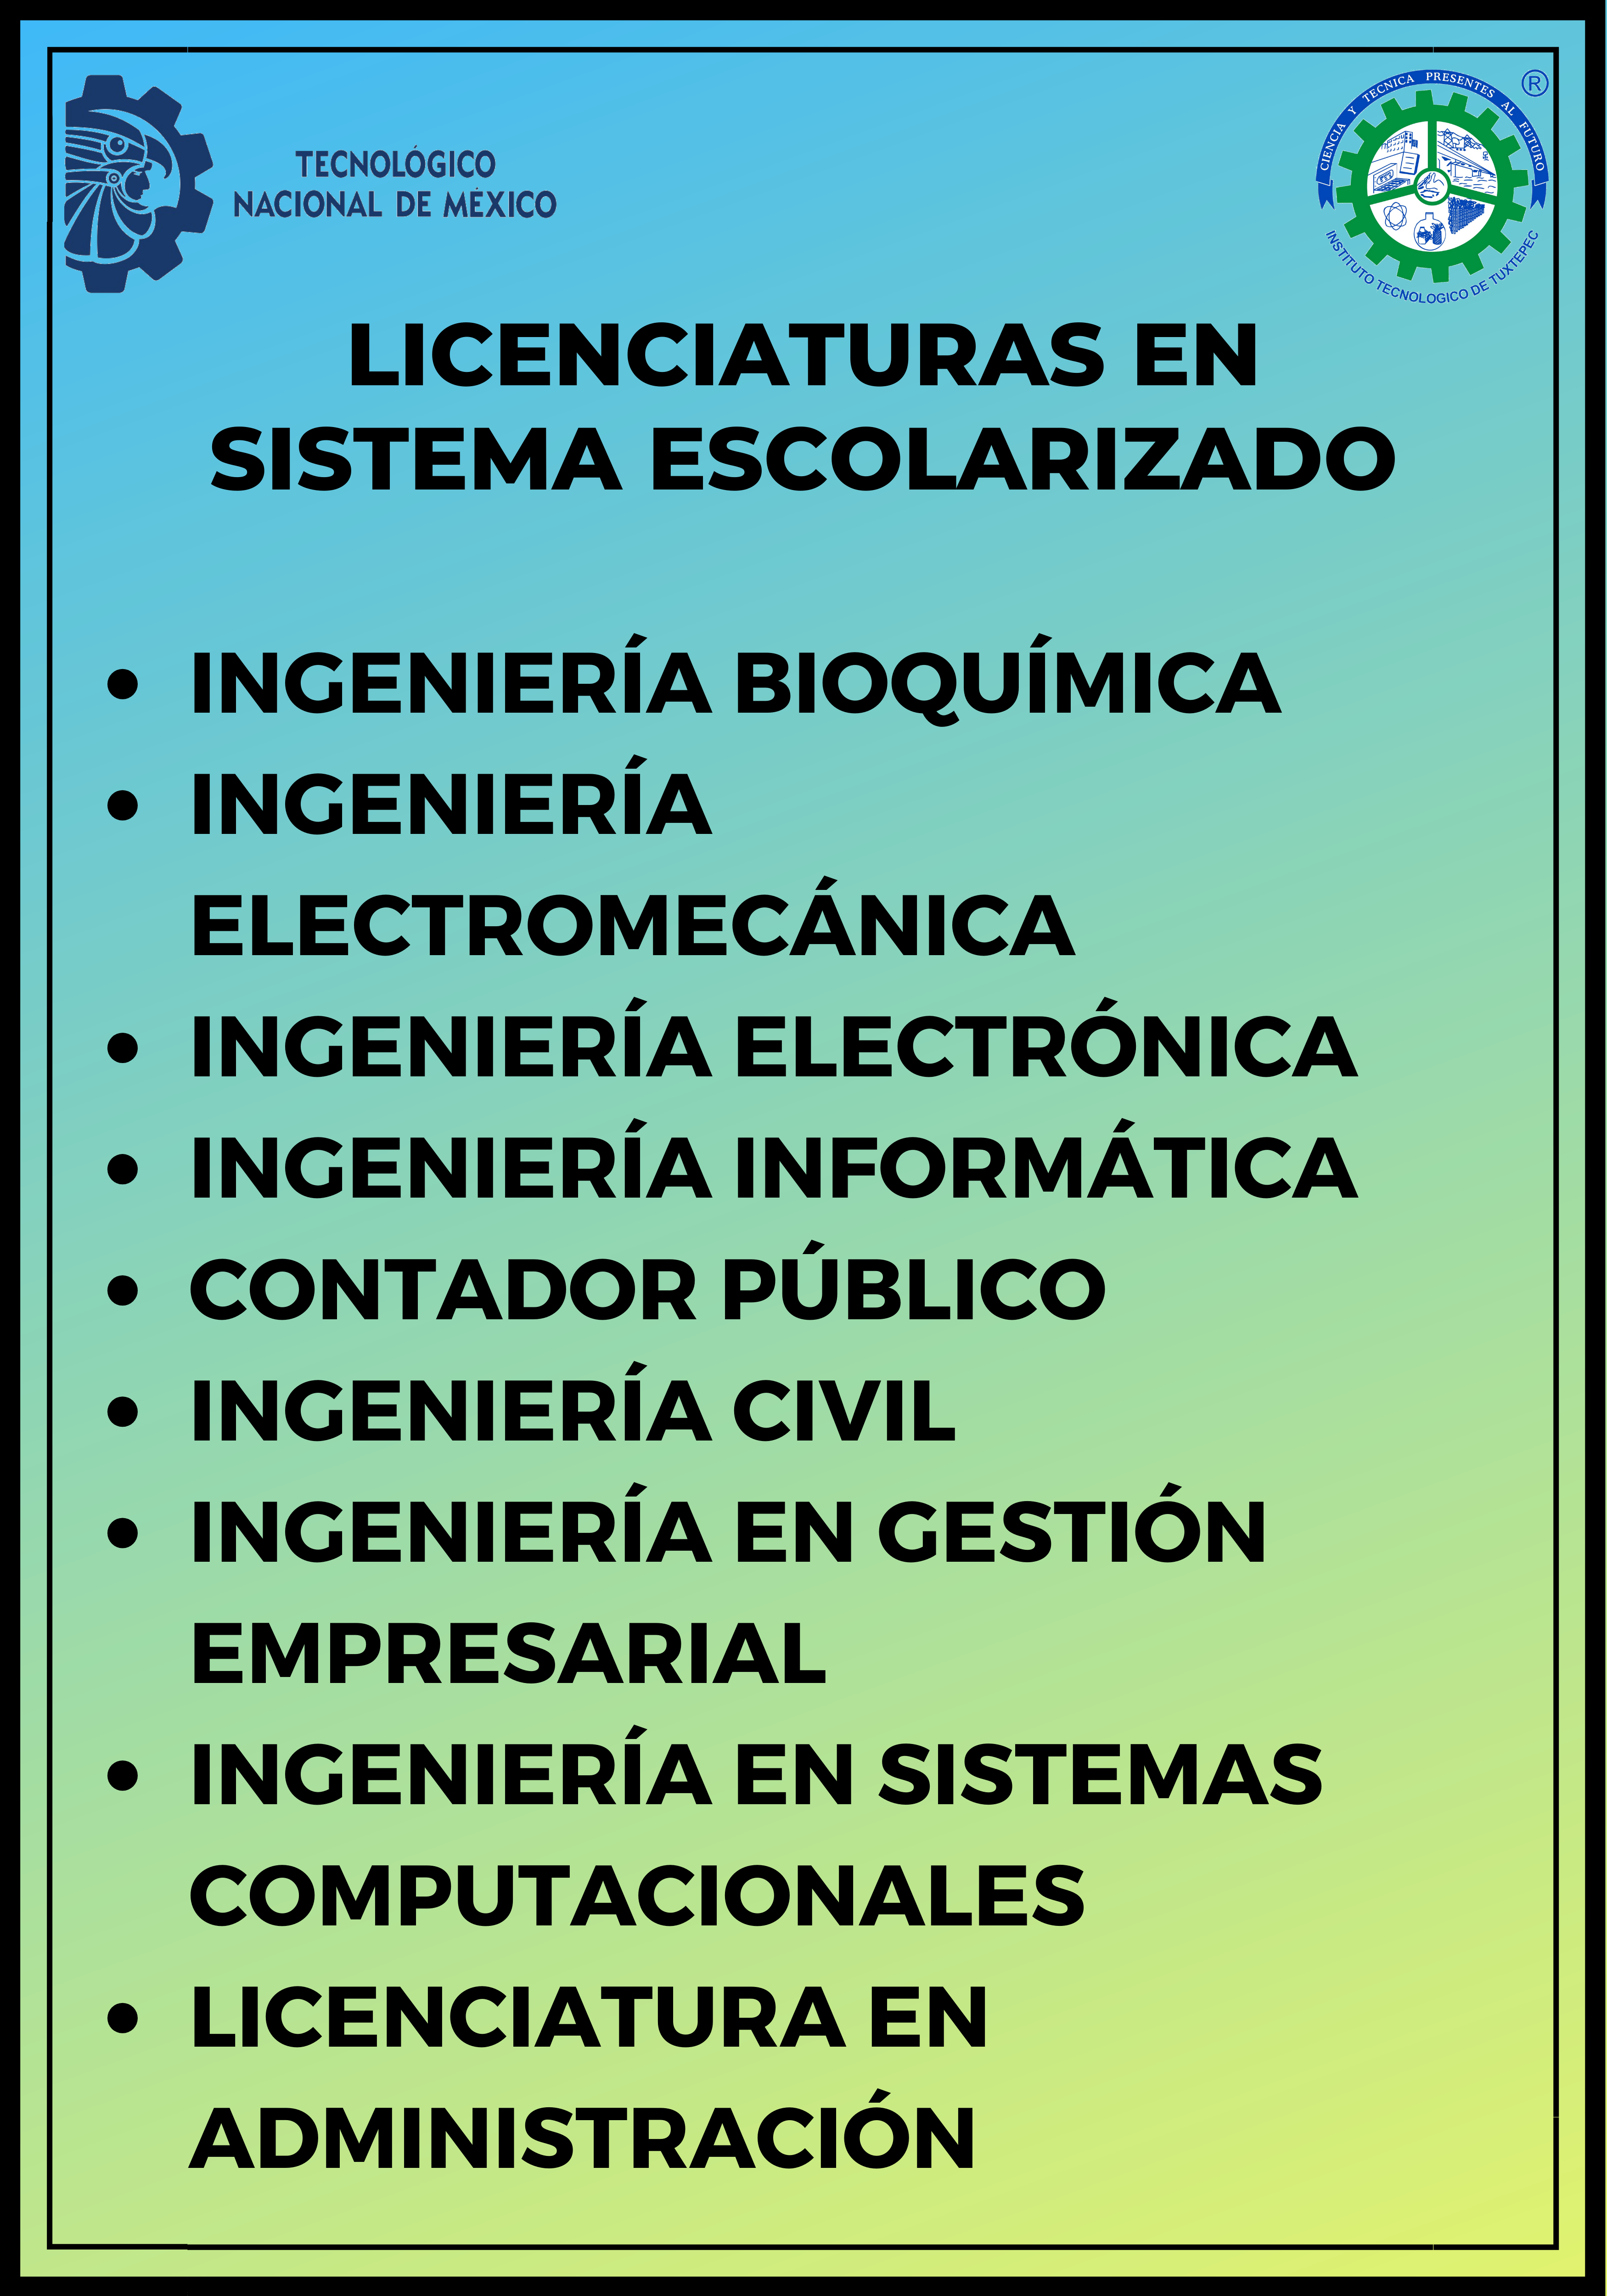 TECNOLÓGICO
NACIONAL DE MÉXICO
CIENCIA Y TECNICA PRESENTES AL FUTURO
®
INSTITUTO TECNOLOGICO DE TUXTEPEC
LICENCIATURAS EN
SISTEMA ESCOLARIZADO
• INGENIERÍA BIOQUÍMICA
• INGENIERÍA
ELECTROMECÁNICA
• INGENIERÍA ELECTRÓNICA
• INGENIERÍA INFORMÁTICA
• CONTADOR PÚBLICO
• INGENIERÍA CIVIL
• INGENIERÍA EN GESTIÓN
EMPRESARIAL
• INGENIERÍA EN SISTEMAS
COMPUTACIONALES
• LICENCIATURA EN
ADMINISTRACIÓN